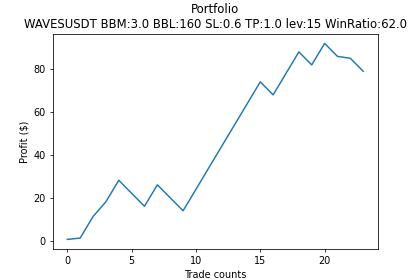 Portfolio
WAVESUSDT BBM:3.0 BBL:160 SL:0.6 TP:1.0 lev:15 WinRatio:62.0
80
60
40
20
0
Profit ($)
0 5 10 15 20
Trade counts